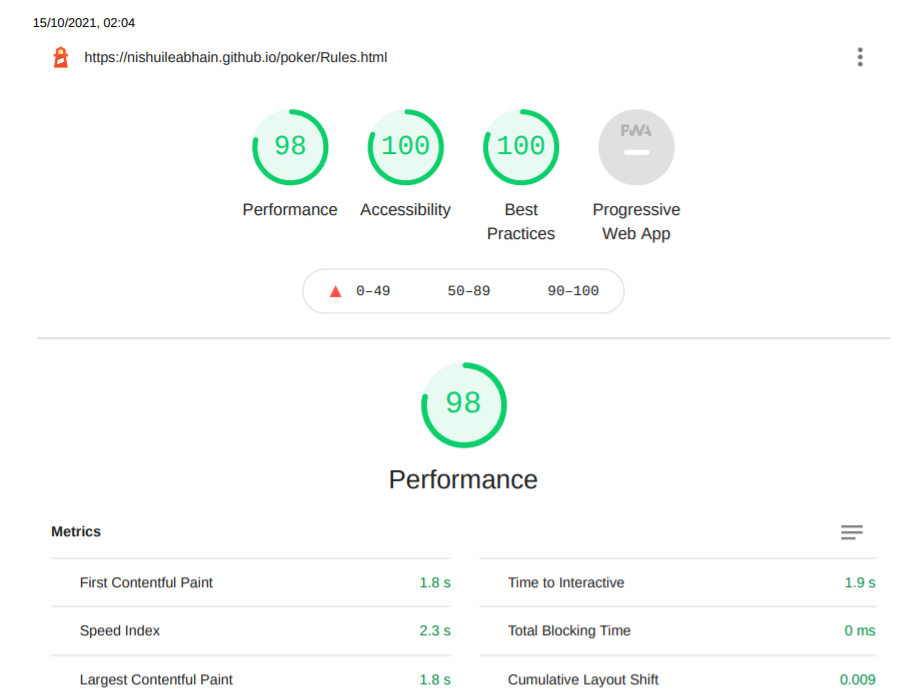 15/10/2021, 02:04
https://nishuileabhain.github.io/poker/Rules.html
98 100 100 PWA
Performance Accessibility Best Practices Progressive Web App
0–49 50–89 90–100
98
Performance
Metrics
First Contentful Paint 1.8 s
Time to Interactive 1.9 s
Speed Index 2.3 s
Total Blocking Time 0 ms
Largest Contentful Paint 1.8 s
Cumulative Layout Shift 0.009